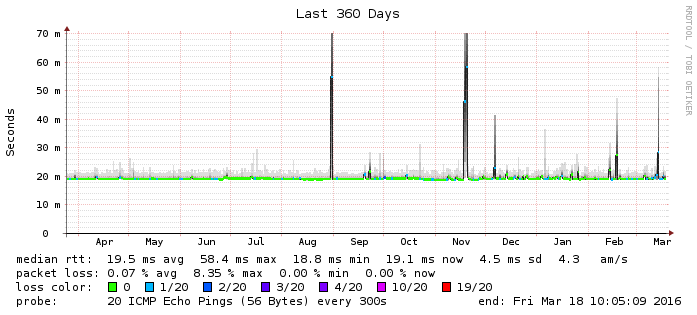 Last 360 Days
RRDTOOL / TOBI OETIKER
Seconds
70 m
60 m
50 m
40 m
30 m
20 m
10 m
0
Apr May Jun Jul Aug Sep Oct Nov Dec Jan Feb Mar
median rtt: 19.5 ms avg 58.4 ms max 18.8 ms min 19.1 ms now 4.5 ms sd 4.3 am/s
packet loss: 0.07 % avg 8.35 % max 0.00 % min 0.00 % now
loss color: 0 1/20 2/20 3/20 4/20 10/20 19/20
probe: 20 ICMP Echo Pings (56 Bytes) every 300s end: Fri Mar 18 10:05:09 2016